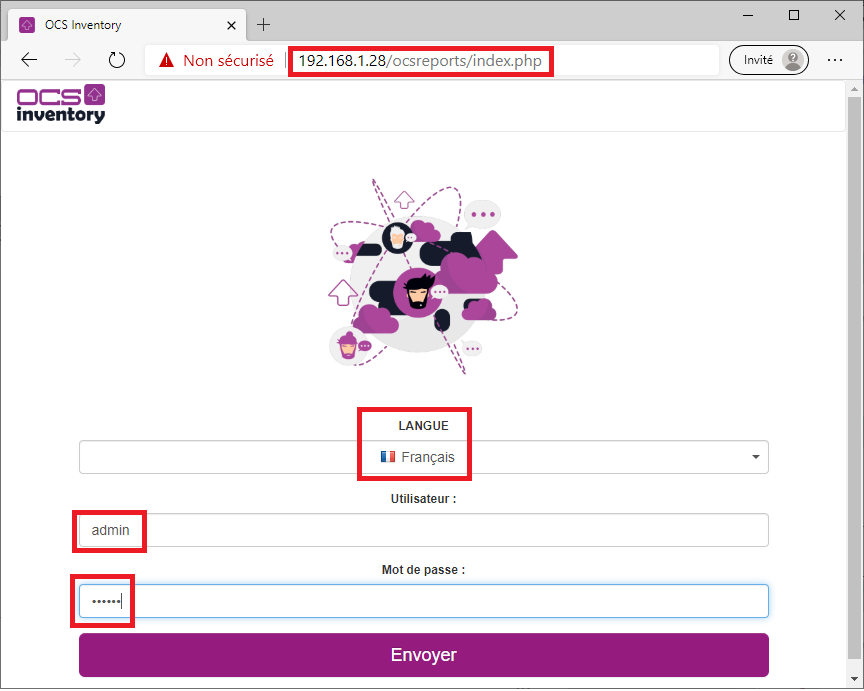 OCS Inventory
Non sécurisé
192.168.1.28/ocsreports/index.php
Invité
OCS
inventory
LANGUE
Français
Utilisateur :
admin
Mot de passe :
••••••
Envoyer